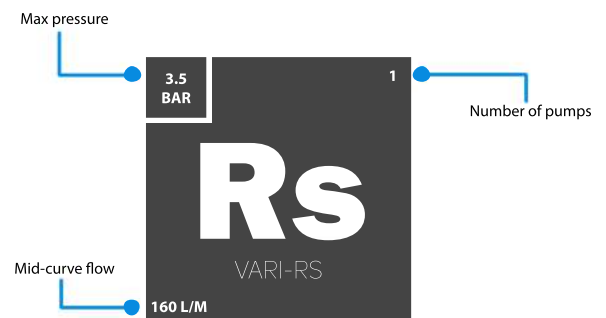 Max pressure
3.5
BAR
1
Number of pumps
Rs
VARI-RS
Mid-curve flow
160 L/M